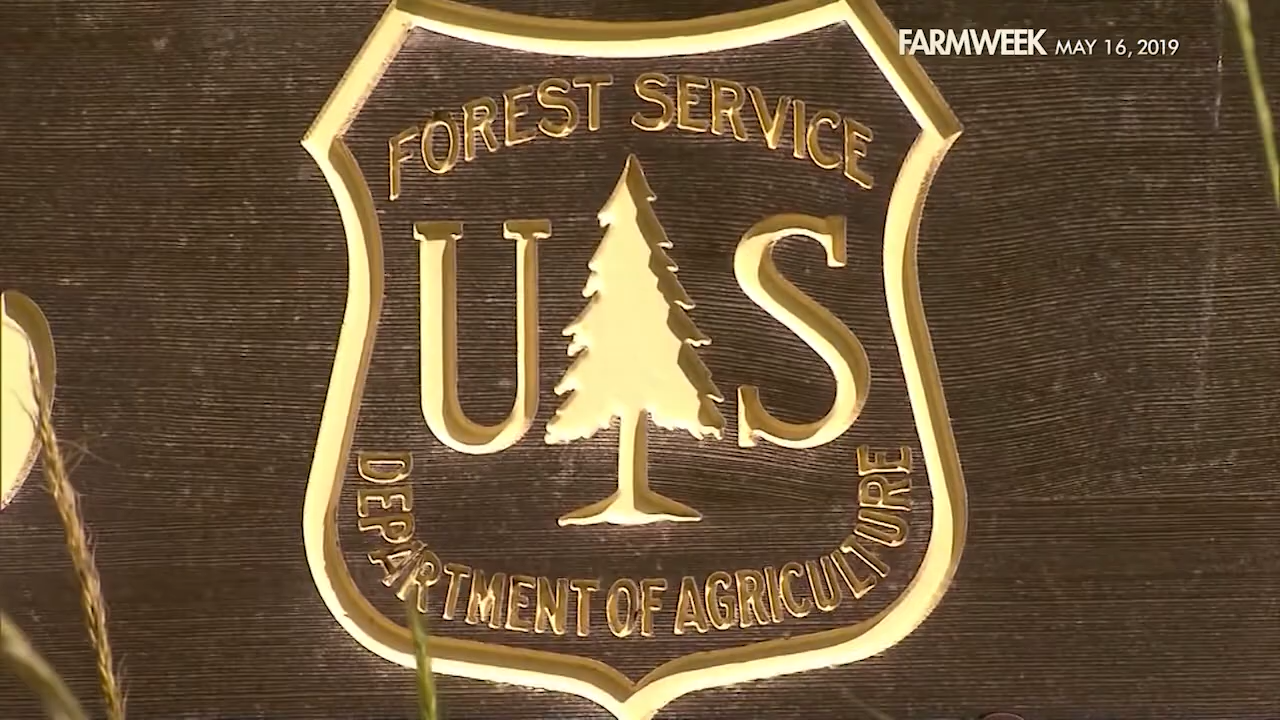 FARMWEEK MAY 16, 2019
FOREST SERVICE
U S
DEPARTMENT OF AGRICULTURE